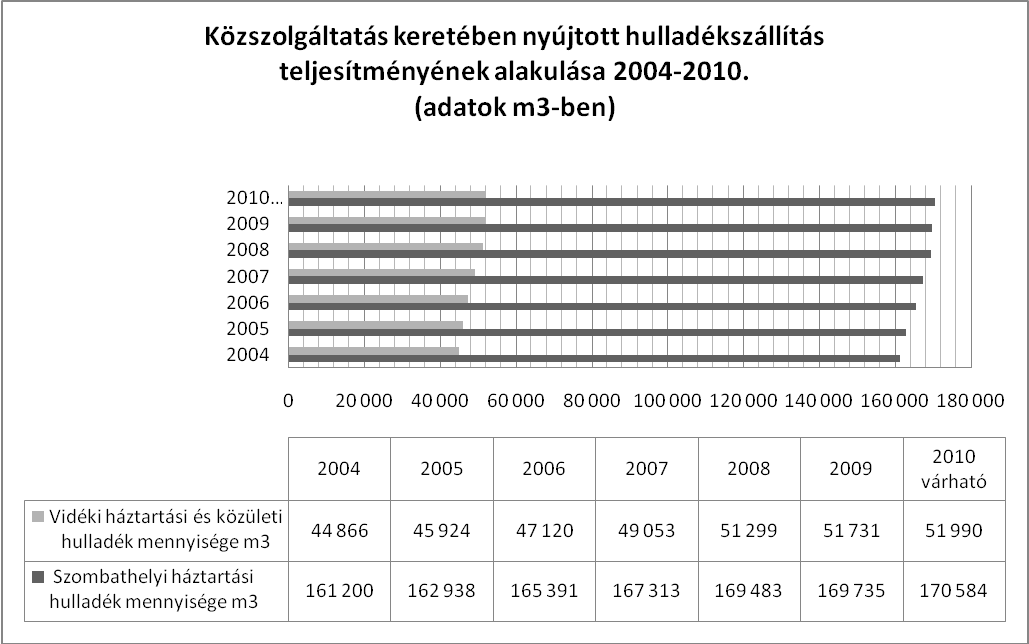 Közszolgáltatás keretében nyújtott hulladékszállítás
teljesítményének alakulása 2004-2010.
(adatok m3-ben)
2010...
2009
2008
2007
2006
2005
2004
0 20 000 40 000 60 000 80 000 100 000 120 000 140 000 160 000 180 000
2004 2005 2006 2007 2008 2009 2010
várható
Vidéki háztartási és közületi
hulladék mennyisége m3
44 866 45 924 47 120 49 053 51 299 51 731 51 990
Szombathelyi háztartási
hulladék mennyisége m3
161 200 162 938 165 391 167 313 169 483 169 735 170 584